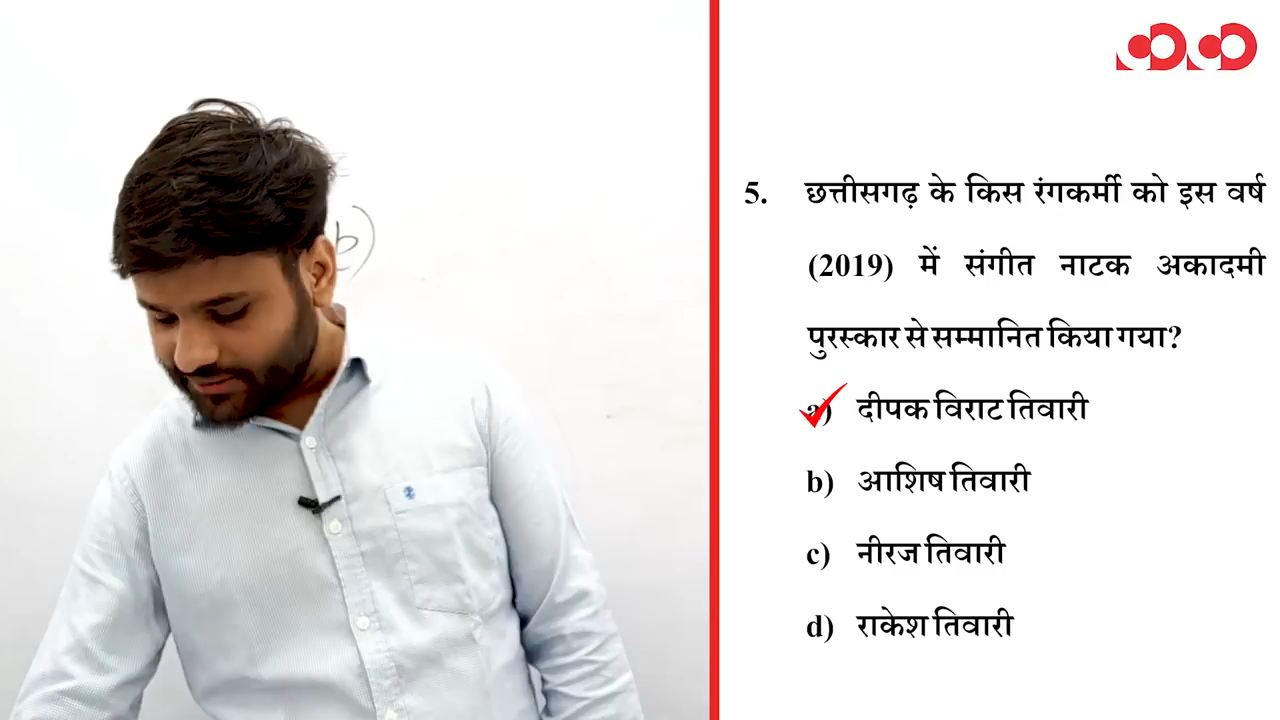 b)
5. छत्तीसगढ़ के किस रंगकर्मी को इस वर्ष
(2019) में संगीत नाटक अकादमी
पुरस्कार से सम्मानित किया गया?
a) दीपक विराट तिवारी
b) आशिष तिवारी
c) नीरज तिवारी
d) राकेश तिवारी